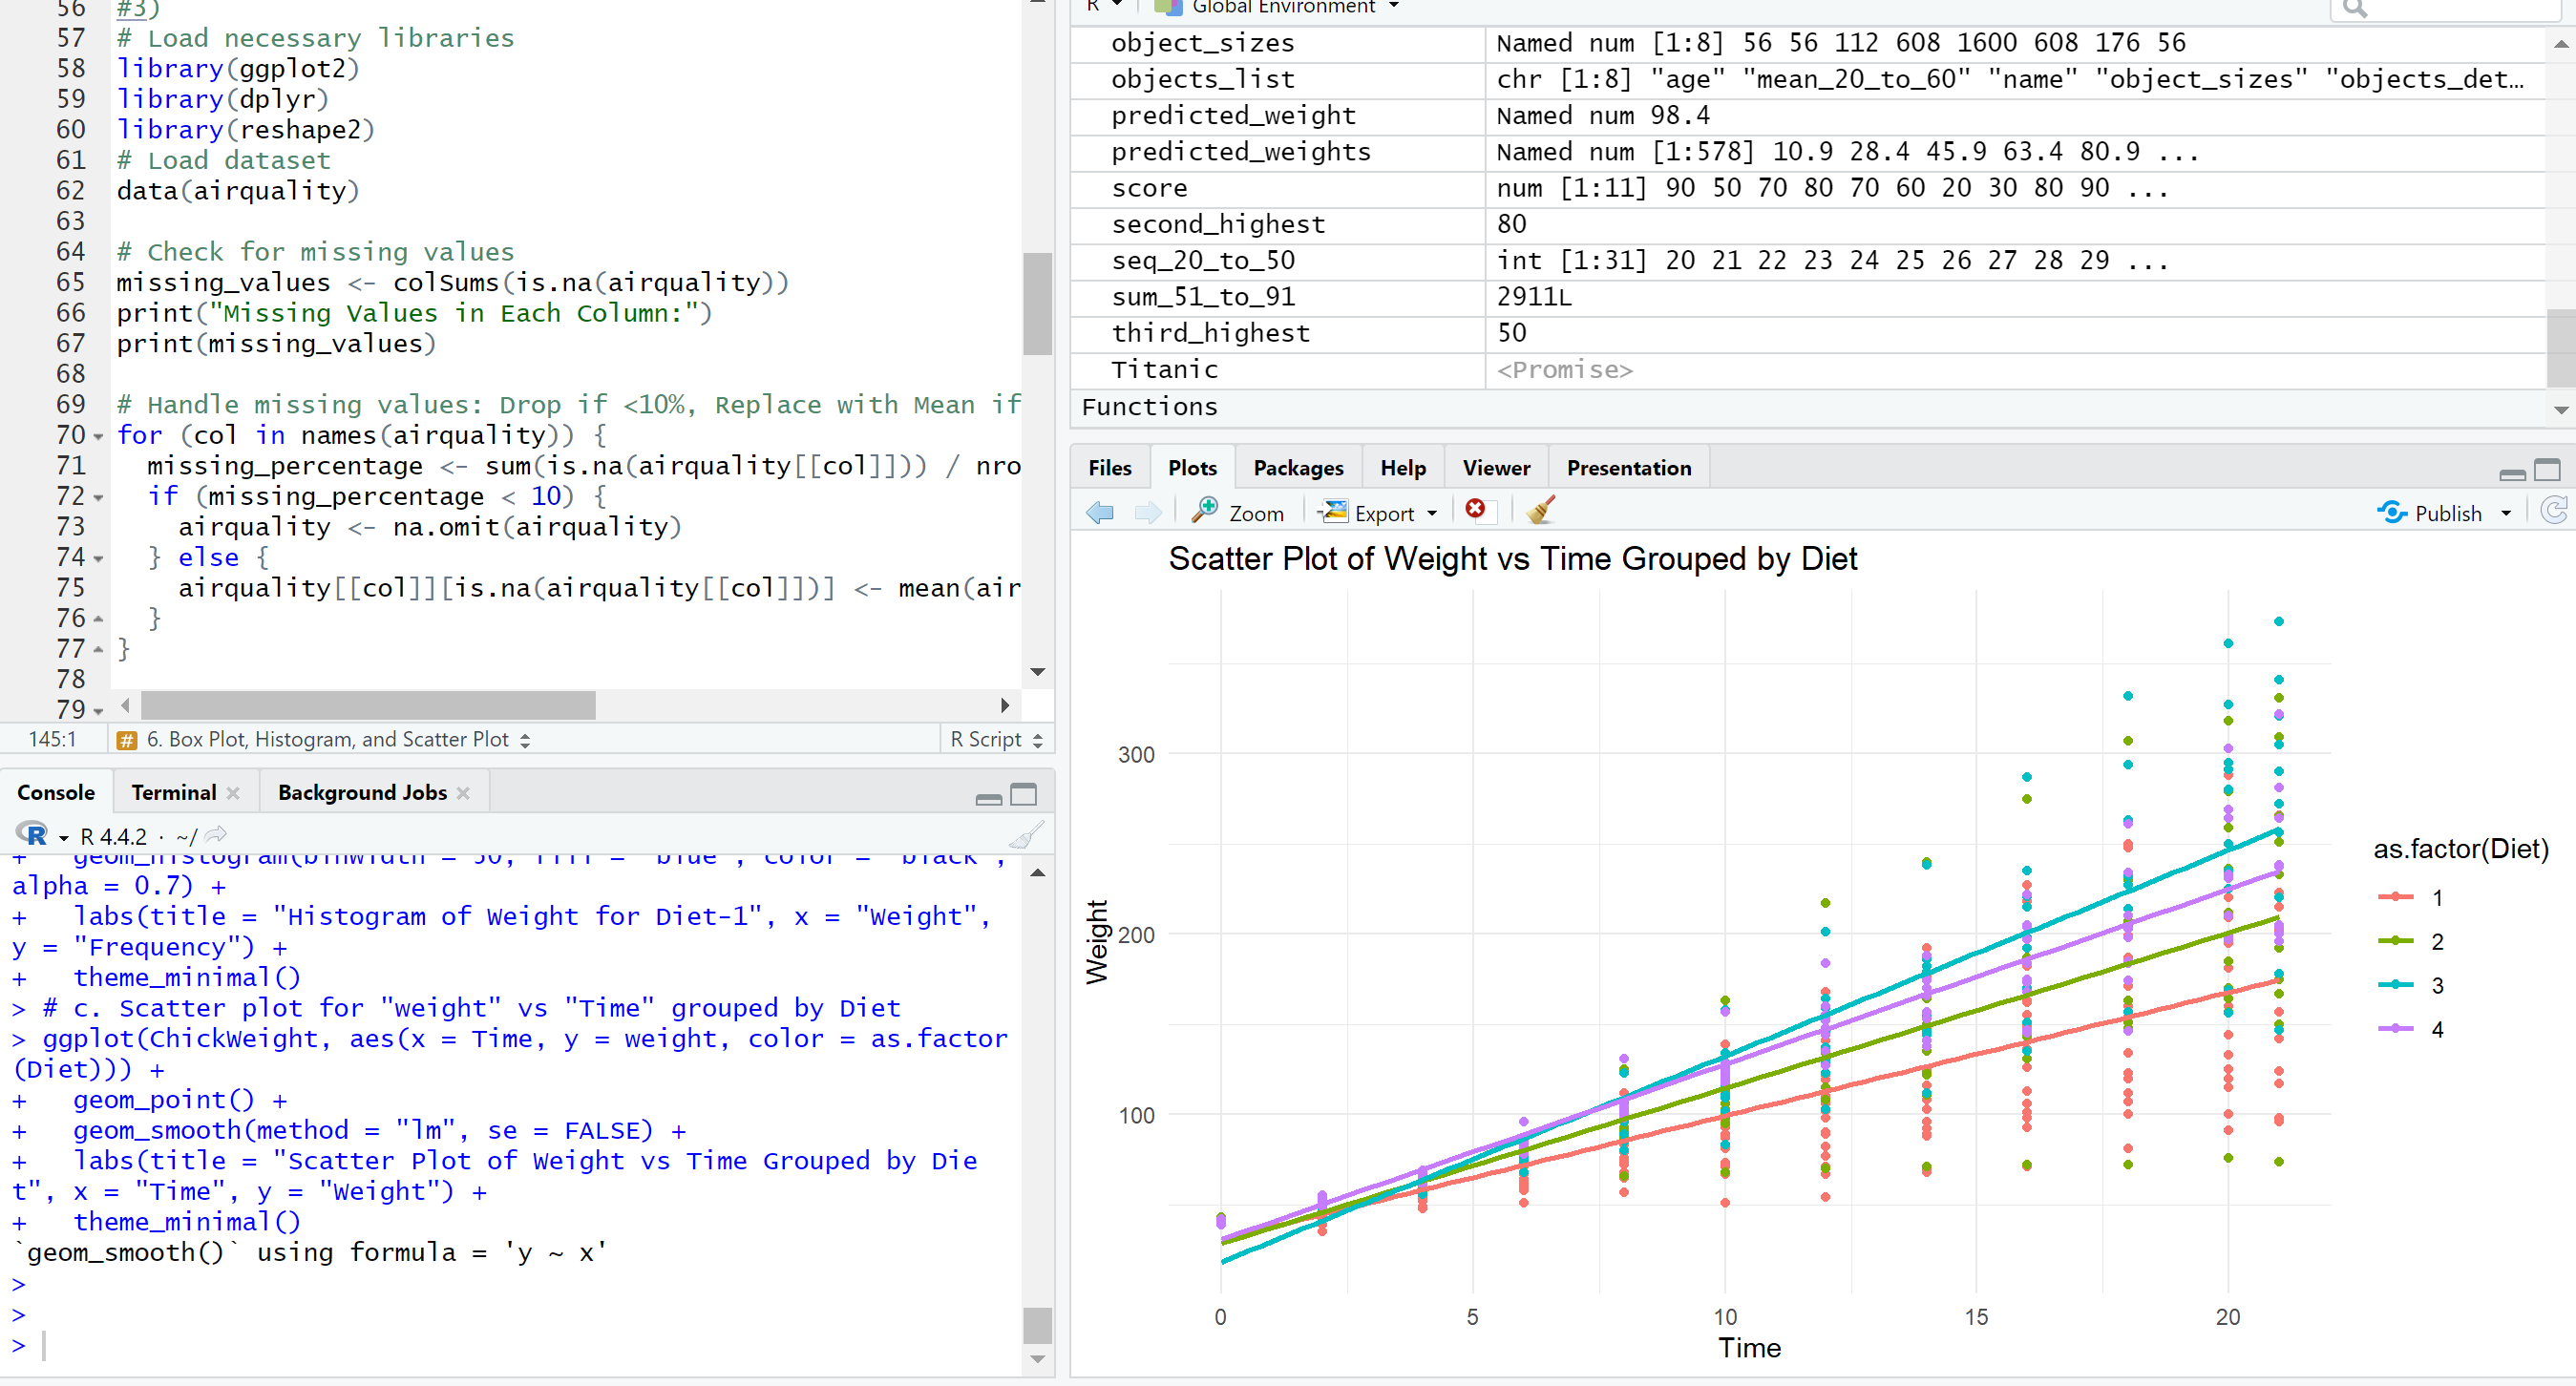 56 #3)
57 # Load necessary libraries
58 library(ggplot2)
59 library(dplyr)
60 library(reshape2)
61 # Load dataset
62 data(airquality)
63
64 # Check for missing values
65 missing_values <- colSums(is.na(airquality))
66 print("Missing Values in Each Column:")
67 print(missing_values)
68
69 # Handle missing values: Drop if <10%, Replace with Mean if
70 for (col in names(airquality)) {
71 missing_percentage <- sum(is.na(airquality[[col]])) / nro
72 if (missing_percentage < 10) {
73 airquality <- na.omit(airquality)
74 } else {
75 airquality[[col]][is.na(airquality[[col]])] <- mean(air
76 }
77 }
78
79
145:1 # 6. Box Plot, Histogram, and Scatter Plot R Script
Console Terminal Background Jobs
R R 4.4.2 · ~/
+ geom_histogram(binwidth = 50, fill = "blue", color = "black",
alpha = 0.7) +
+ labs(title = "Histogram of Weight for Diet-1", x = "Weight",
y = "Frequency") +
+ theme_minimal()
> # c. Scatter plot for "weight" vs "Time" grouped by Diet
> ggplot(ChickWeight, aes(x = Time, y = weight, color = as.factor
(Diet))) +
+ geom_point() +
+ geom_smooth(method = "lm", se = FALSE) +
+ labs(title = "Scatter Plot of Weight vs Time Grouped by Die
t", x = "Time", y = "Weight") +
+ theme_minimal()
`geom_smooth()` using formula = 'y ~ x'
>
>
>
R Global Environment
object_sizes Named num [1:8] 56 56 112 608 1600 608 176 56
objects_list chr [1:8] "age" "mean_20_to_60" "name" "object_sizes" "objects_det…
predicted_weight Named num 98.4
predicted_weights Named num [1:578] 10.9 28.4 45.9 63.4 80.9 ...
score num [1:11] 90 50 70 80 70 60 20 30 80 90 ...
second_highest 80
seq_20_to_50 int [1:31] 20 21 22 23 24 25 26 27 28 29 ...
sum_51_to_91 2911L
third_highest 50
Titanic <Promise>
Functions
Files Plots Packages Help Viewer Presentation
Zoom Export Publish
Scatter Plot of Weight vs Time Grouped by Diet
300
200
100
Weight
0 5 10 15 20
Time
as.factor(Diet)
1
2
3
4